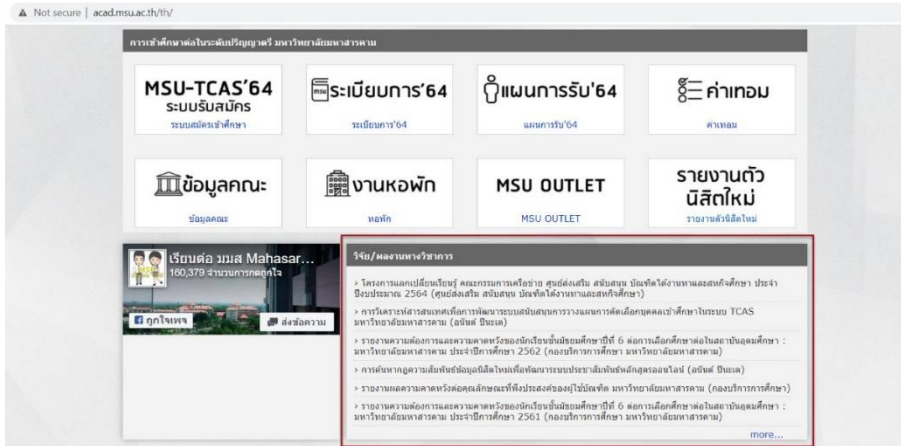 Not secure | acad.msu.ac.th/th/
การเข้าศึกษาต่อในระดับปริญญาตรี มหาวิทยาลัยมหาสารคาม
MSU-TCAS'64
ระบบรับสมัคร
ระบบสมัครเข้าศึกษา
msu ระเบียบการ'64
ระเบียบการ'64
แผนการรับ'64
แผนการรับ'64
ค่าเทอม
ค่าเทอม
ข้อมูลคณะ
ข้อมูลคณะ
งานหอพัก
หอพัก
MSU OUTLET
MSU OUTLET
รายงานตัว
นิสิตใหม่
รายงานตัวนิสิตใหม่
เรียนต่อ มมส Mahasar...
160,379 จำนวนการกดถูกใจ
ถูกใจเพจ
ส่งข้อความ
วิจัย/ผลงานทางวิชาการ
› โครงการแลกเปลี่ยนเรียนรู้ คณะกรรมการเครือข่าย ศูนย์ส่งเสริม สนับสนุน บัณฑิตได้งานทำและสหกิจศึกษา ประจำ
ปีงบประมาณ 2564 (ศูนย์ส่งเสริม สนับสนุน บัณฑิตได้งานทำและสหกิจศึกษา)
› การวิเคราะห์สารสนเทศเพื่อการพัฒนาระบบสนับสนุนการวางแผนการคัดเลือกบุคคลเข้าศึกษาในระบบ TCAS
มหาวิทยาลัยมหาสารคาม (อนันต์ ปินะเต)
› รายงานความต้องการและความคาดหวังของนักเรียนชั้นมัธยมศึกษาปีที่ 6 ต่อการเลือกศึกษาต่อในสถาบันอุดมศึกษา :
มหาวิทยาลัยมหาสารคาม ประจำปีการศึกษา 2562 (กองบริการการศึกษา มหาวิทยาลัยมหาสารคาม)
› การค้นหากฎความสัมพันธ์ข้อมูลนิสิตใหม่เพื่อพัฒนาระบบประชาสัมพันธ์หลักสูตรออนไลน์ (อนันต์ ปินะเต)
› รายงานผลความคาดหวังต่อคุณลักษณะที่พึงประสงค์ของผู้ใช้บัณฑิต มหาวิทยาลัยมหาสารคาม (กองบริการการศึกษา)
› รายงานความต้องการและความคาดหวังของนักเรียนชั้นมัธยมศึกษาปีที่ 6 ต่อการเลือกศึกษาต่อในสถาบันอุดมศึกษา :
มหาวิทยาลัยมหาสารคาม ประจำปีการศึกษา 2561 (กองบริการการศึกษา มหาวิทยาลัยมหาสารคาม)
more...